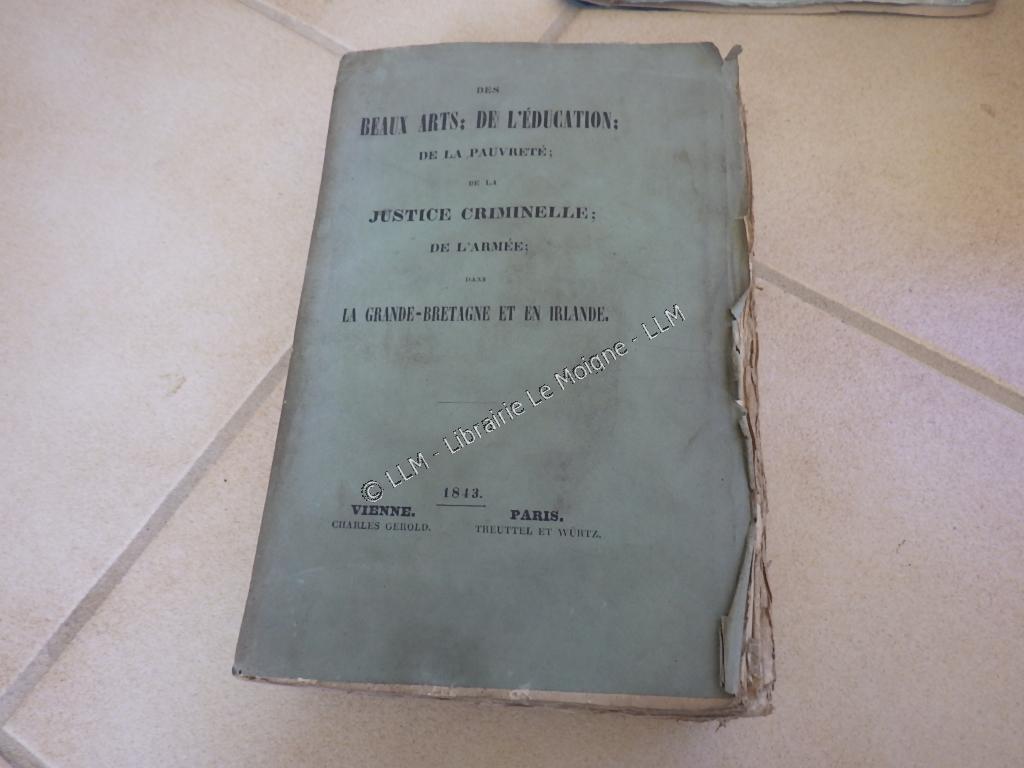 DES
BEAUX ARTS; DE L'ÉDUCATION;
DE LA PAUVRETÉ;
DE LA
JUSTICE CRIMINELLE;
DE L'ARMÉE;
DANS
LA GRANDE-BRETAGNE ET EN IRLANDE.
© LLM - Librairie Le Moigne - LLM
1843.
VIENNE.
CHARLES GEROLD.
PARIS.
TREUTTEL ET WÜRTZ.